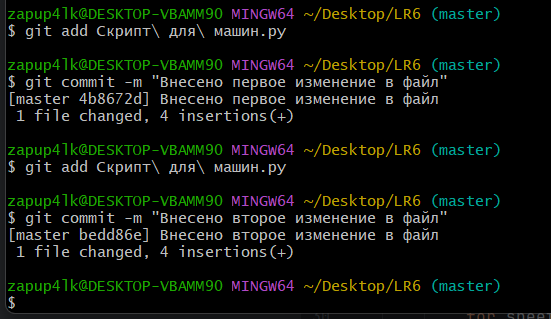 zapup4lk@DESKTOP-VBAMM90 MINGW64 ~/Desktop/LR6 (master)
$ git add Скрипт\ для\ машин.py
zapup4lk@DESKTOP-VBAMM90 MINGW64 ~/Desktop/LR6 (master)
$ git commit -m "Внесено первое изменение в файл"
[master 4b8672d] Внесено первое изменение в файл
 1 file changed, 4 insertions(+)
zapup4lk@DESKTOP-VBAMM90 MINGW64 ~/Desktop/LR6 (master)
$ git add Скрипт\ для\ машин.py
zapup4lk@DESKTOP-VBAMM90 MINGW64 ~/Desktop/LR6 (master)
$ git commit -m "Внесено второе изменение в файл"
[master bedd86e] Внесено второе изменение в файл
 1 file changed, 4 insertions(+)
zapup4lk@DESKTOP-VBAMM90 MINGW64 ~/Desktop/LR6 (master)
$